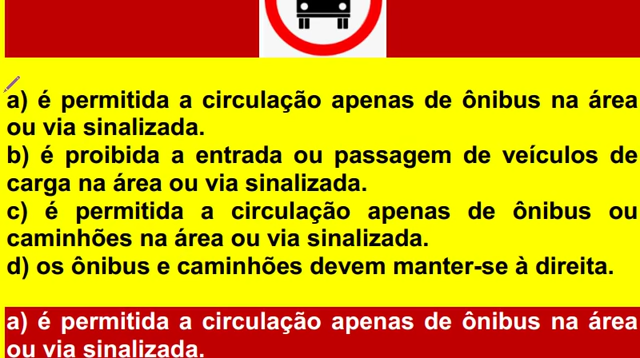 a) é permitida a circulação apenas de ônibus na área
ou via sinalizada.
b) é proibida a entrada ou passagem de veículos de
carga na área ou via sinalizada.
c) é permitida a circulação apenas de ônibus ou
caminhões na área ou via sinalizada.
d) os ônibus e caminhões devem manter-se à direita.
a) é permitida a circulação apenas de ônibus na área
ou via sinalizada.